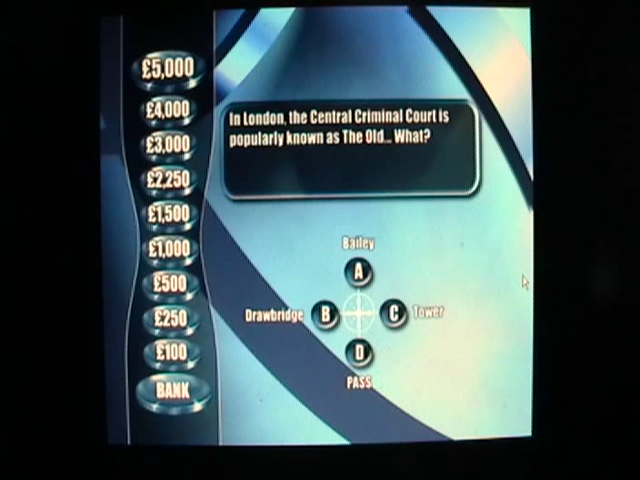 £5,000
£4,000
£3,000
£2,250
£1,500
£1,000
£500
£250
£100
BANK
In London, the Central Criminal Court is
popularly known as The Old... What?
Bailey
A
Drawbridge B
C Tower
D
PASS